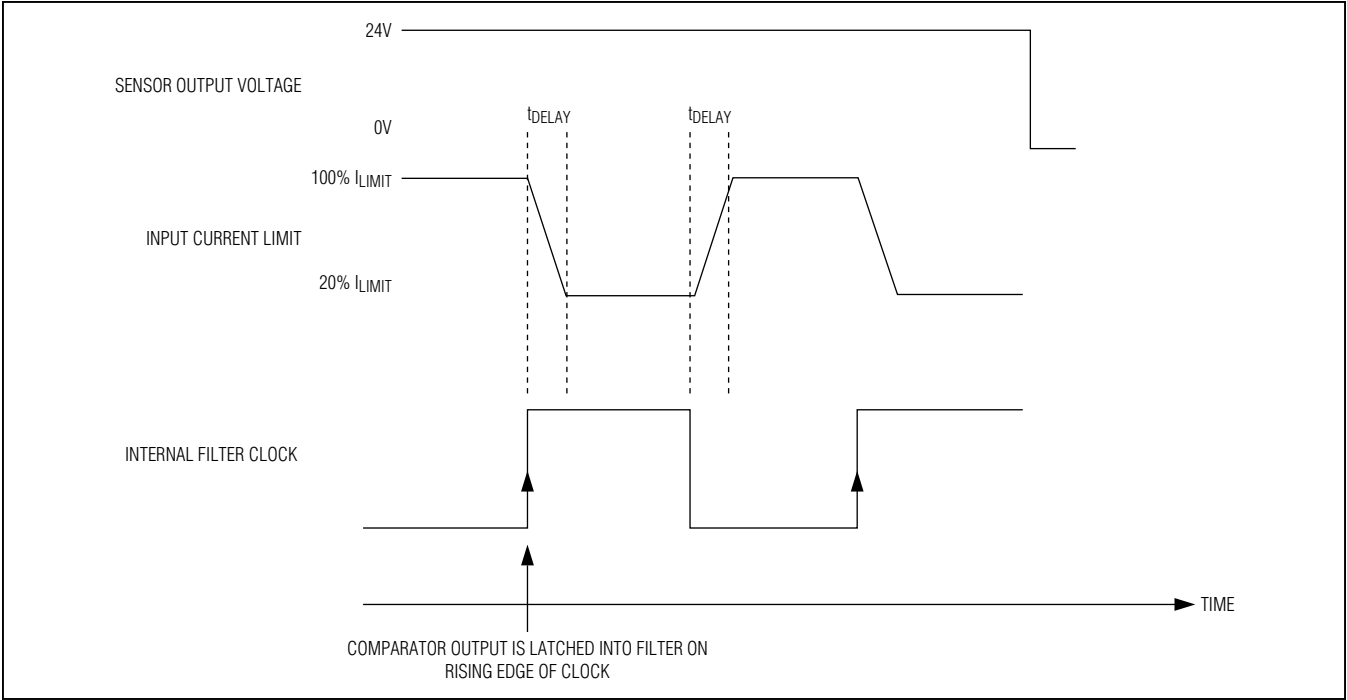 24V
SENSOR OUTPUT VOLTAGE
0V
tDELAY
tDELAY
100% ILIMIT
INPUT CURRENT LIMIT
20% ILIMIT
INTERNAL FILTER CLOCK
TIME
COMPARATOR OUTPUT IS LATCHED INTO FILTER ON
RISING EDGE OF CLOCK